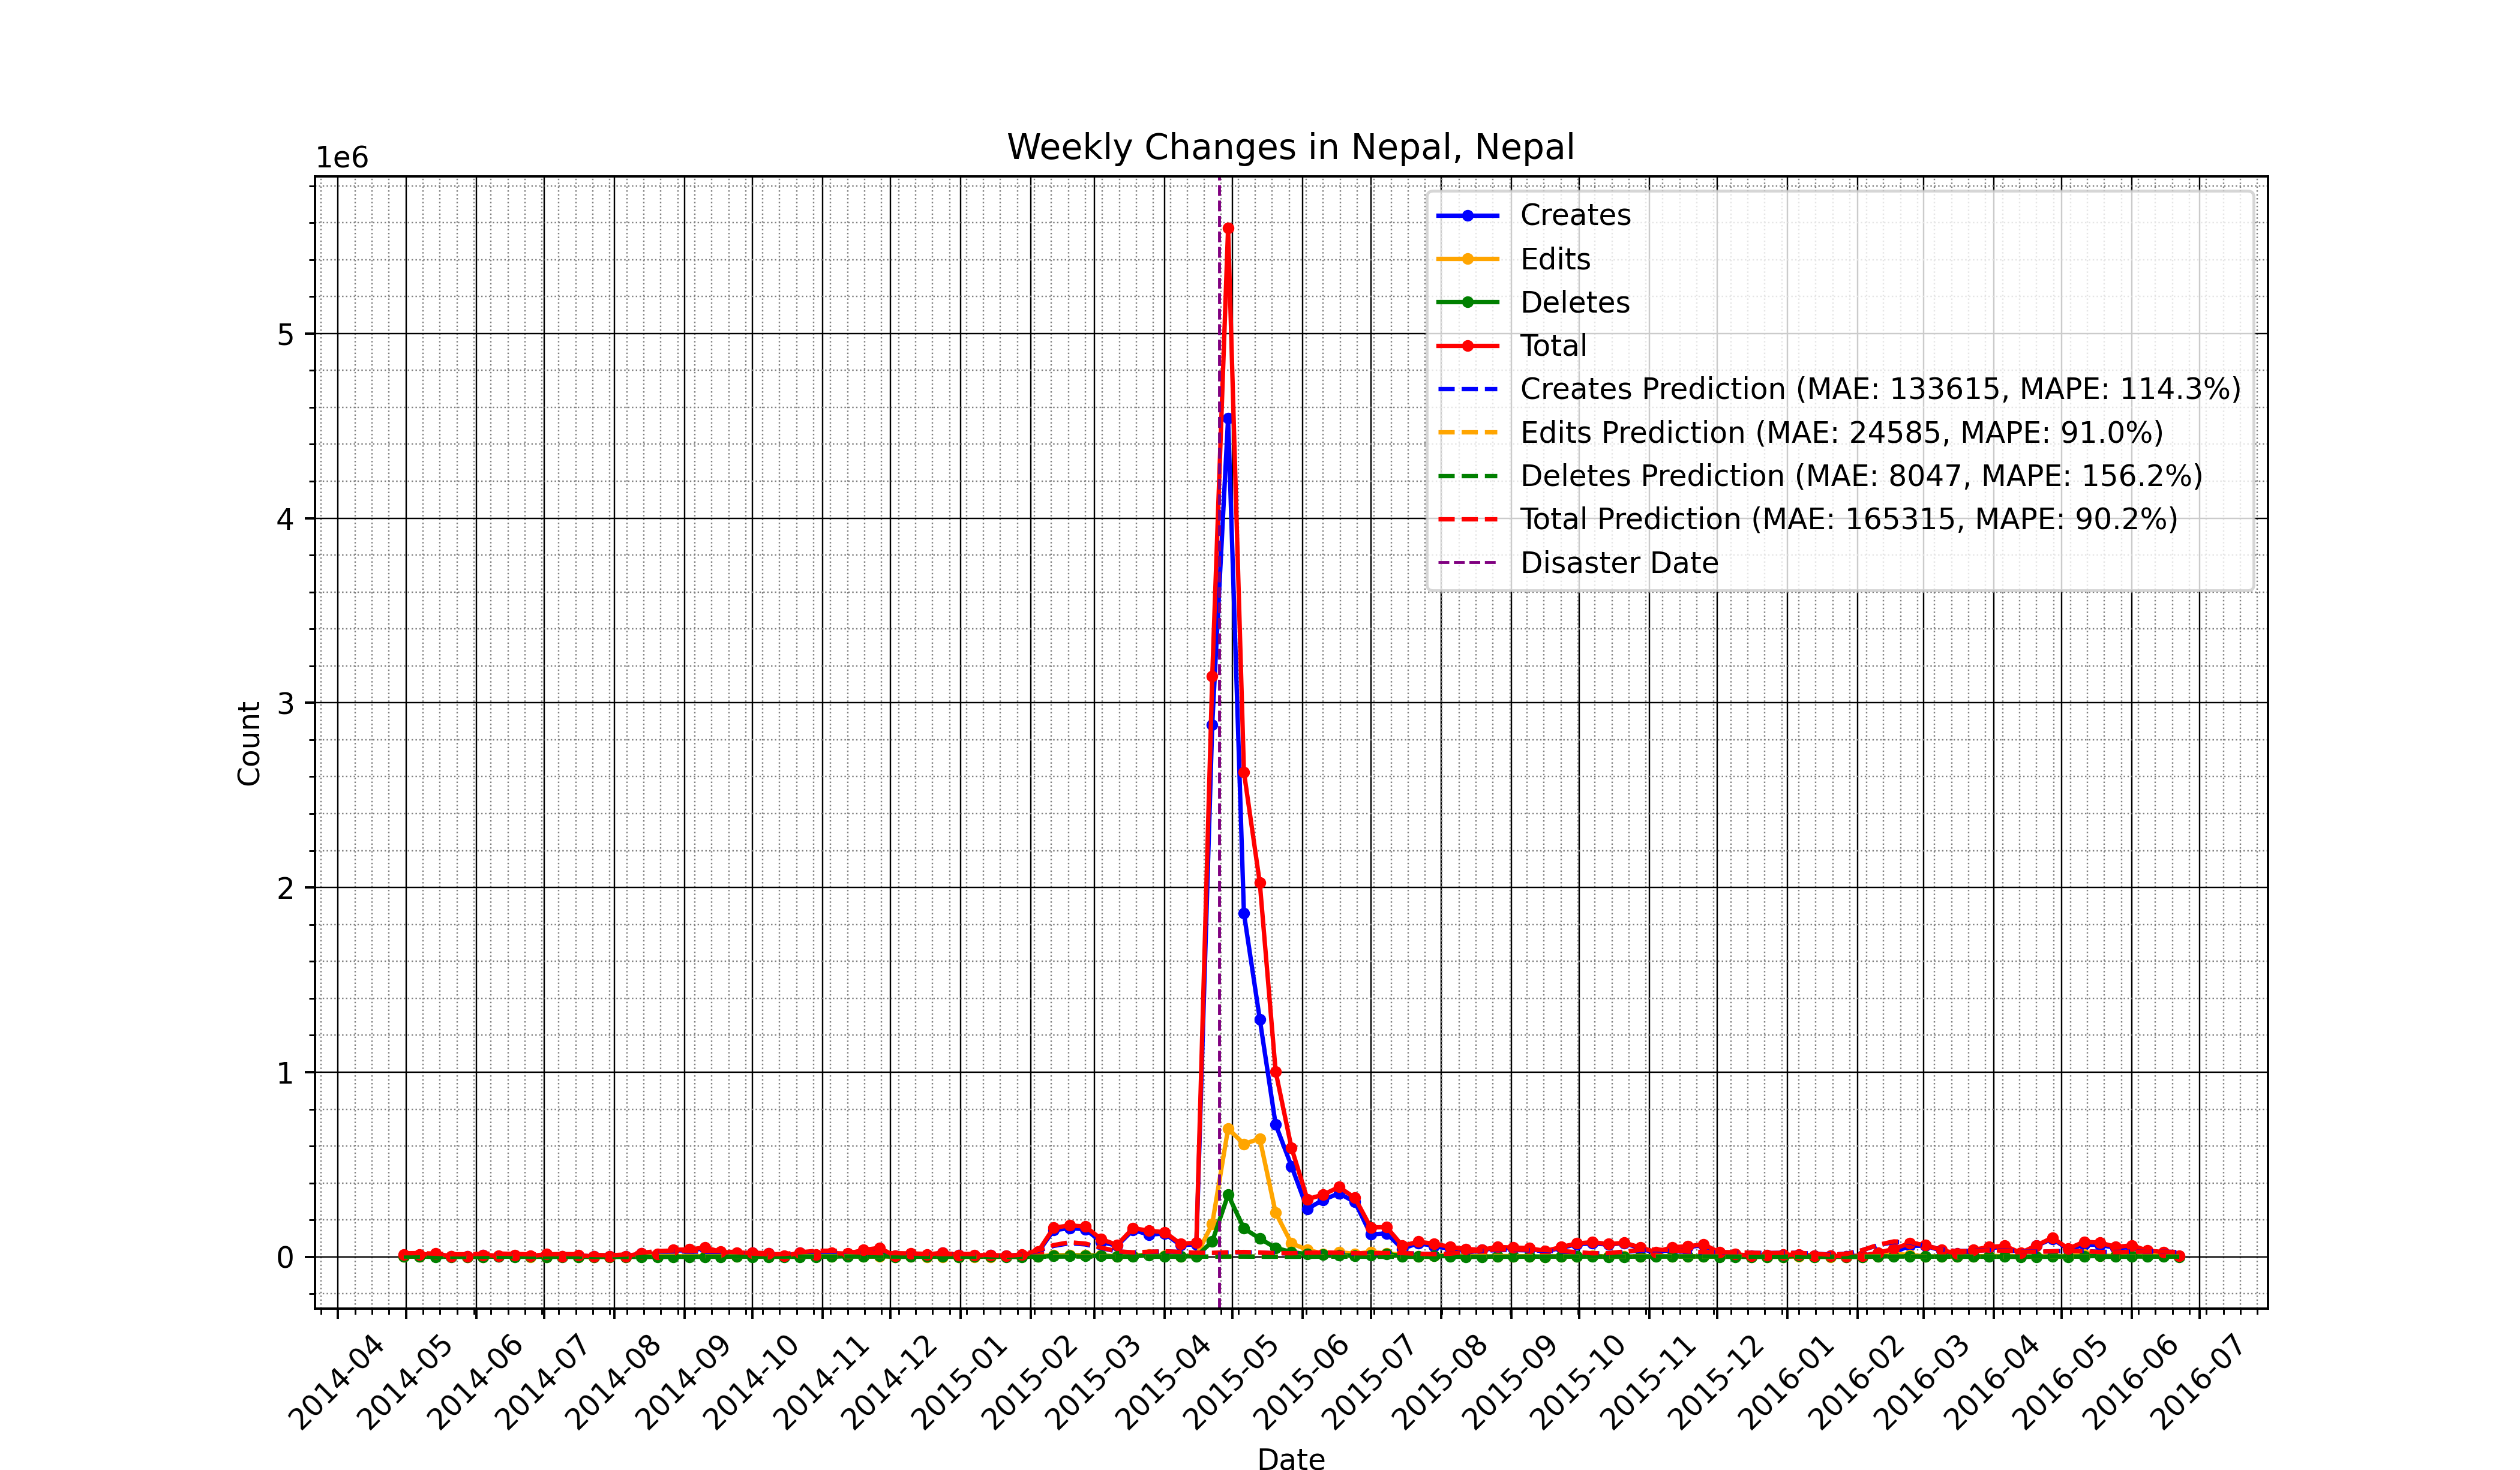 Weekly Changes in Nepal, Nepal
1e6
Creates
Edits
Deletes
Total
Creates Prediction (MAE: 133615, MAPE: 114.3%)
Edits Prediction (MAE: 24585, MAPE: 91.0%)
Deletes Prediction (MAE: 8047, MAPE: 156.2%)
Total Prediction (MAE: 165315, MAPE: 90.2%)
Disaster Date
Count
5
4
3
2
1
0
2014-04
2014-05
2014-06
2014-07
2014-08
2014-09
2014-10
2014-11
2014-12
2015-01
2015-02
2015-03
2015-04
2015-05
2015-06
2015-07
2015-08
2015-09
2015-10
2015-11
2015-12
2016-01
2016-02
2016-03
2016-04
2016-05
2016-06
2016-07
Date